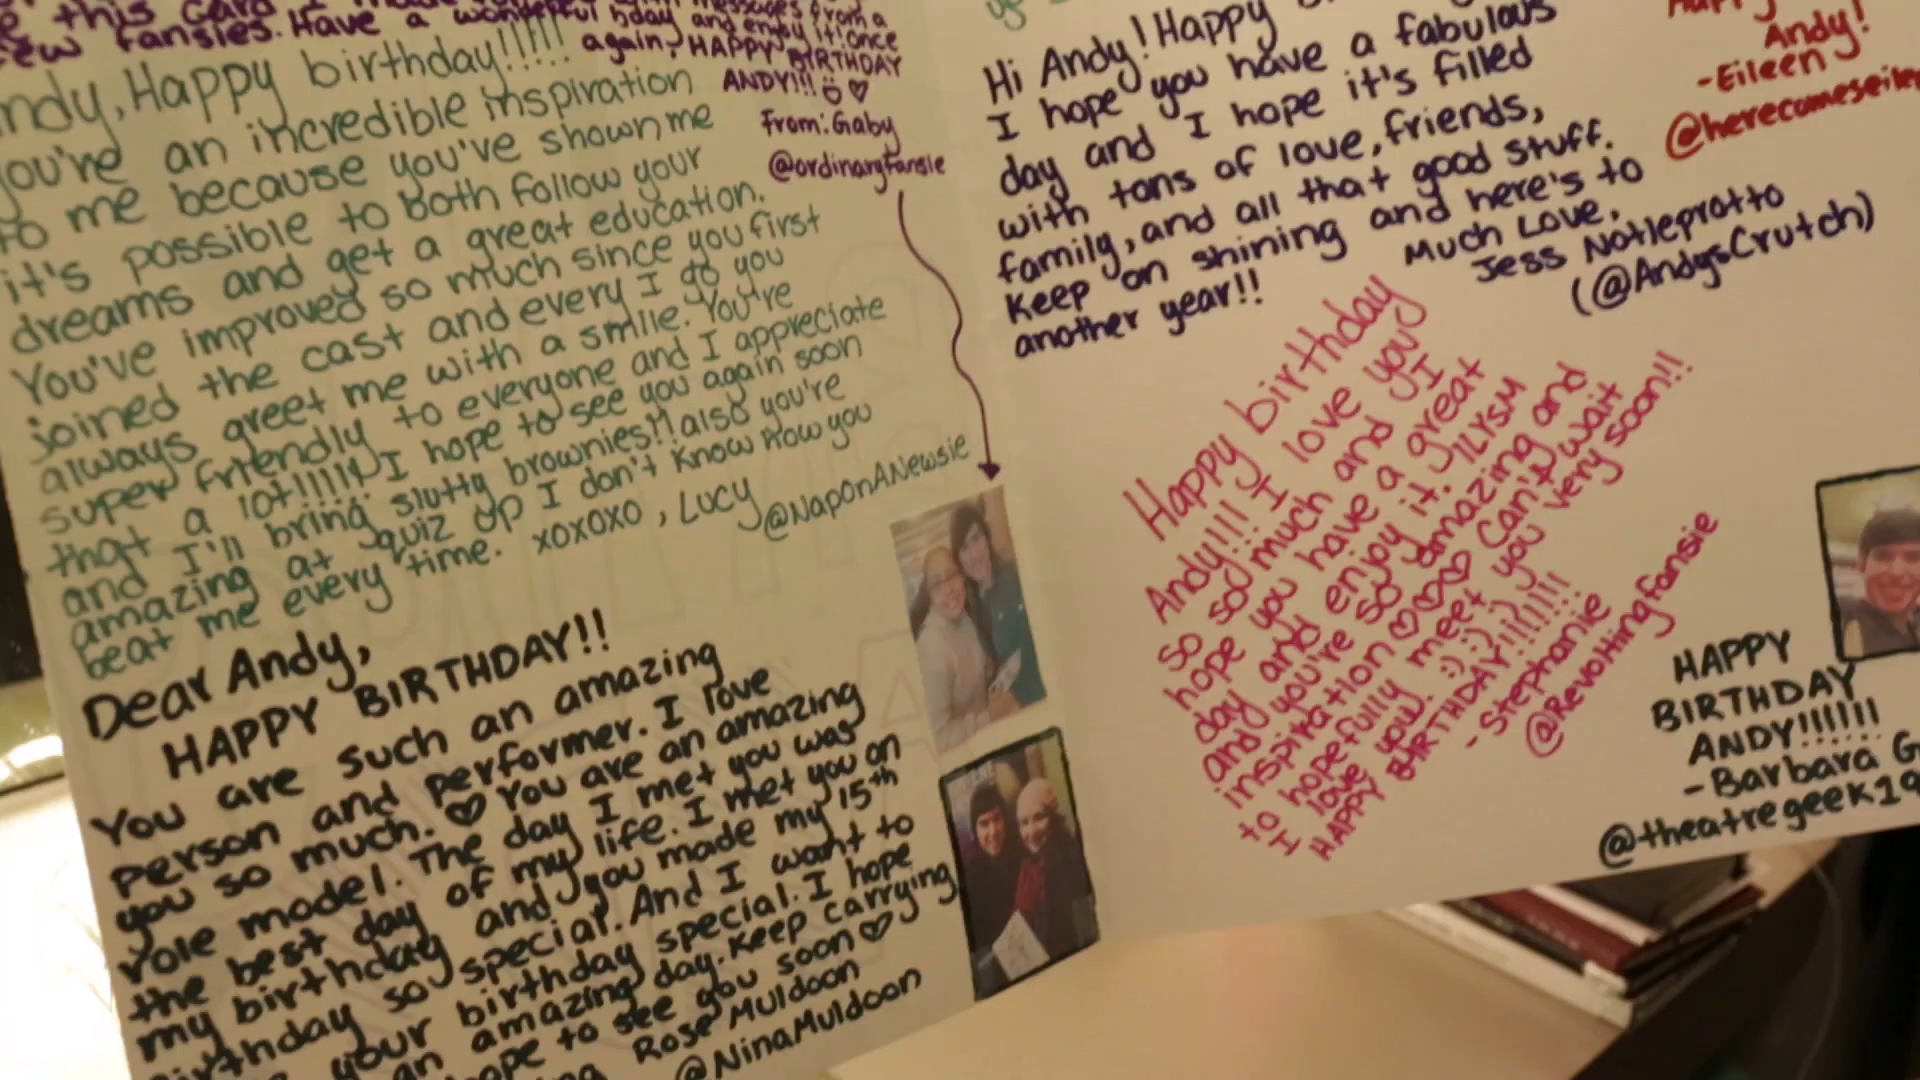 this card I made
messages from a
few fansies. Have a wonderful bday and enjoy it! once
again, HAPPY BIRTHDAY
ANDY!!!
From: Gaby
@ordinaryfansie
Andy, Happy birthday!!!!!
you're an incredible inspiration
to me because you've shown me
it's possible to both follow your
dreams and get a great education.
You've improved so much since you first
joined the cast and every I go you
always greet me with a smile. You're
super friendly to everyone and I appreciate
that a lot!!!!! I hope to see you again soon
and I'll bring slutty brownies!! also you're
amazing at quiz up I don't know how you
beat me every time. xoxoxo, Lucy
@NapOnANewsie
Dear Andy,
HAPPY BIRTHDAY!!
You are such an amazing
person and performer. I love
you so much. ♡ You are an amazing
role model. The day I met you was
the best day of my life. I met you on
my birthday and you made my 15th
birthday so special. And I want to
your birthday special. I hope
an amazing day. Keep carrying
hope to see you soon ♡
Rose Muldoon
@NinaMuldoon
Hi Andy! Happy
I hope you have a fabulous
day and I hope it's filled
with tons of love, friends,
family, and all that good stuff.
Keep on shining and here's to
another year!!
Much Love,
Jess Notleprotto
(@AndysCrutch)
Andy!
-Eileen
Happy birthday
Andy!!!! I love you
so so much and I
hope you have a great
day and enjoy it. ILYSM
and you're so amazing and
inspiration ♡♡♡♡ Can't wait
to hopefully meet you very soon!!
I love you :) :) :)
HAPPY BIRTHDAY!!!!!!!!
- Stephanie
@Revoltingfansie
HAPPY
BIRTHDAY
ANDY!!!!!!
-Barbara G